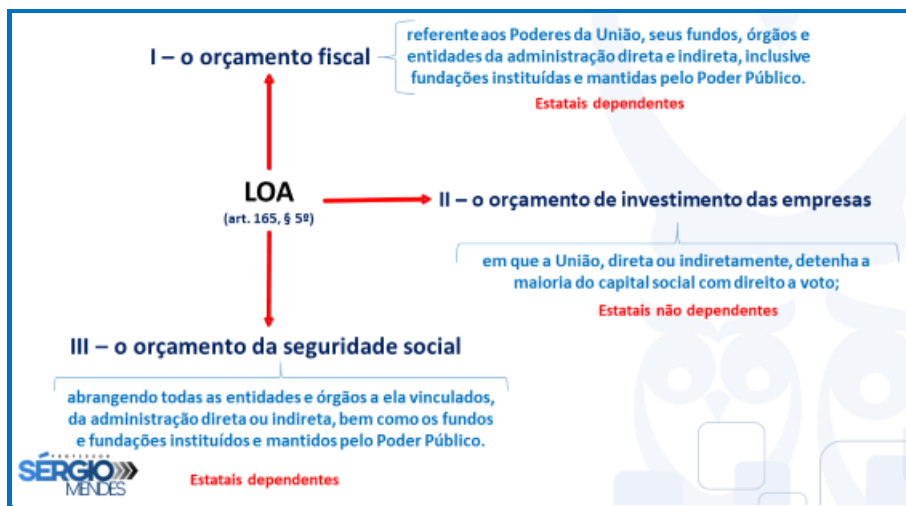 I – o orçamento fiscal
referente aos Poderes da União, seus fundos, órgãos e
entidades da administração direta e indireta, inclusive
fundações instituídas e mantidas pelo Poder Público.
Estatais dependentes
LOA
(art. 165, § 5º)
II – o orçamento de investimento das empresas
em que a União, direta ou indiretamente, detenha a
maioria do capital social com direito a voto;
Estatais não dependentes
III – o orçamento da seguridade social
abrangendo todas as entidades e órgãos a ela vinculados,
da administração direta ou indireta, bem como os fundos
e fundações instituídos e mantidos pelo Poder Público.
Estatais dependentes
PROFESSOR
SÉRGIO
MENDES